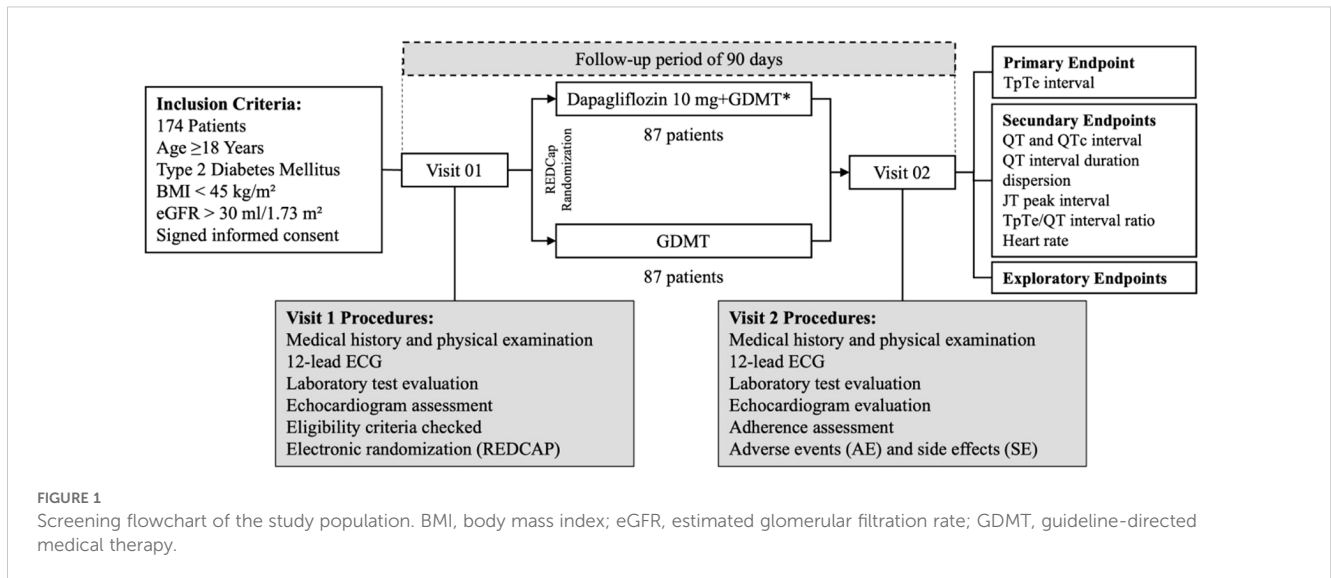 Follow-up period of 90 days
Inclusion Criteria:
174 Patients
Age ≥18 Years
Type 2 Diabetes Mellitus
BMI < 45 kg/m²
eGFR > 30 ml/1.73 m²
Signed informed consent
Visit 01
REDCap
Randomization
Dapagliflozin 10 mg+GDMT*
87 patients
GDMT
87 patients
Visit 02
Primary Endpoint
TpTe interval
Secundary Endpoints
QT and QTc interval
QT interval duration
dispersion
JT peak interval
TpTe/QT interval ratio
Heart rate
Exploratory Endpoints
Visit 1 Procedures:
Medical history and physical examination
12-lead ECG
Laboratory test evaluation
Echocardiogram assessment
Eligibility criteria checked
Electronic randomization (REDCAP)
Visit 2 Procedures:
Medical history and physical examination
12-lead ECG
Laboratory test evaluation
Echocardiogram evaluation
Adherence assessment
Adverse events (AE) and side effects (SE)
FIGURE 1
Screening flowchart of the study population. BMI, body mass index; eGFR, estimated glomerular filtration rate; GDMT, guideline-directed
medical therapy.